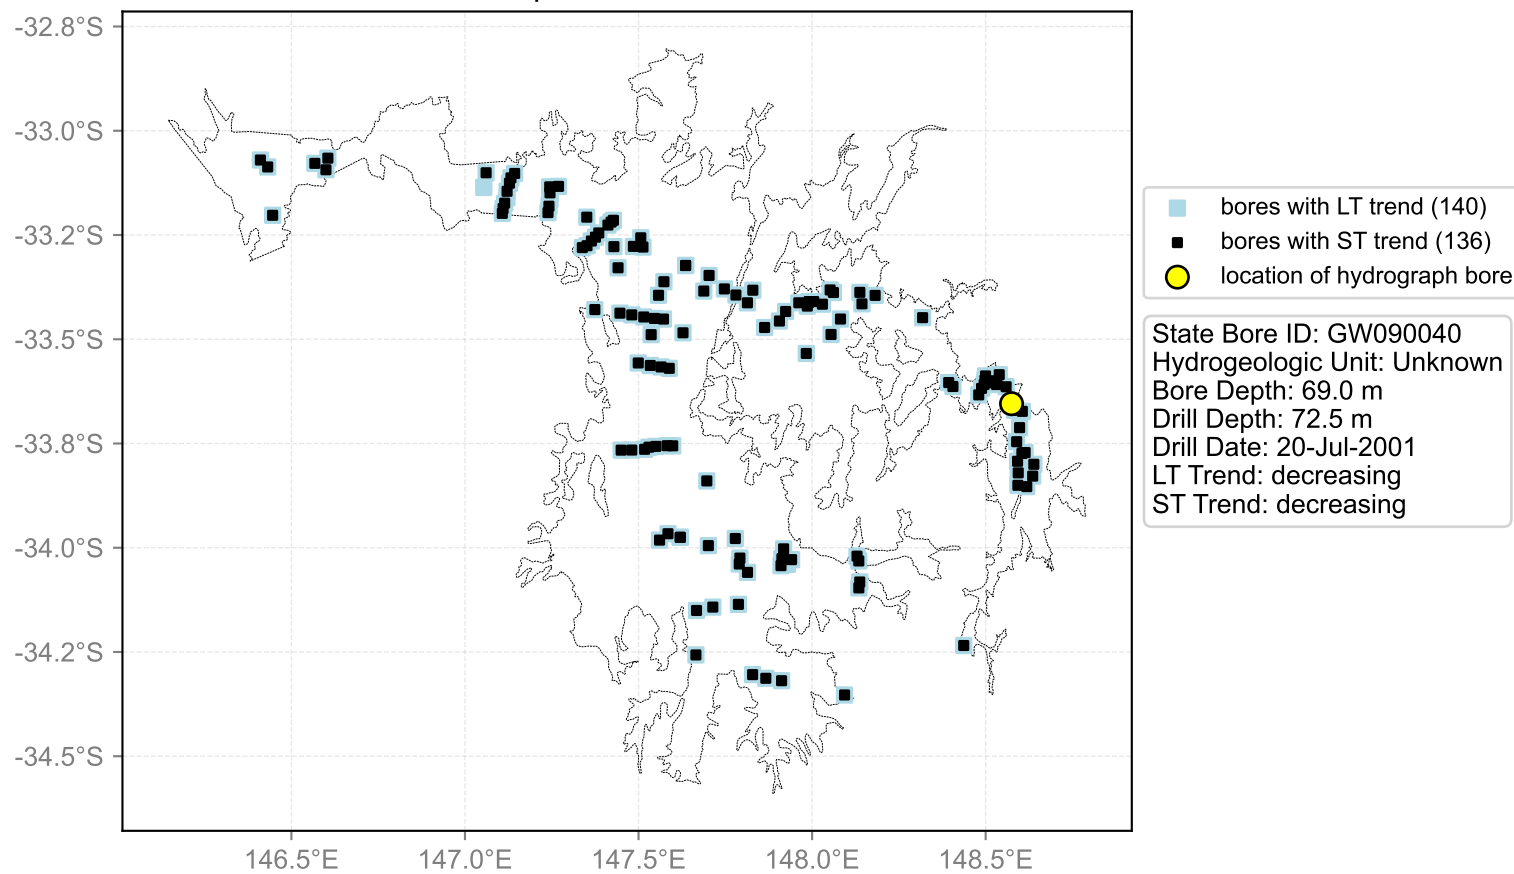 -32.8°S
-33.0°S
-33.2°S
-33.5°S
-33.8°S
-34.0°S
-34.2°S
-34.5°S
146.5°E
147.0°E
147.5°E
148.0°E
148.5°E
bores with LT trend (140)
bores with ST trend (136)
location of hydrograph bore
State Bore ID: GW090040
Hydrogeologic Unit: Unknown
Bore Depth: 69.0 m
Drill Depth: 72.5 m
Drill Date: 20-Jul-2001
LT Trend: decreasing
ST Trend: decreasing